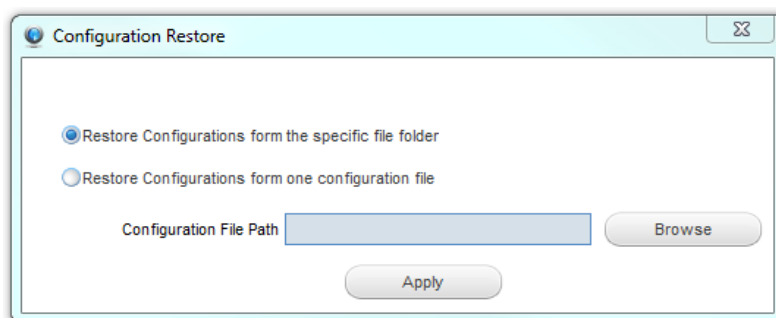 Configuration Restore
Restore Configurations form the specific file folder
Restore Configurations form one configuration file
Configuration File Path Browse
Apply